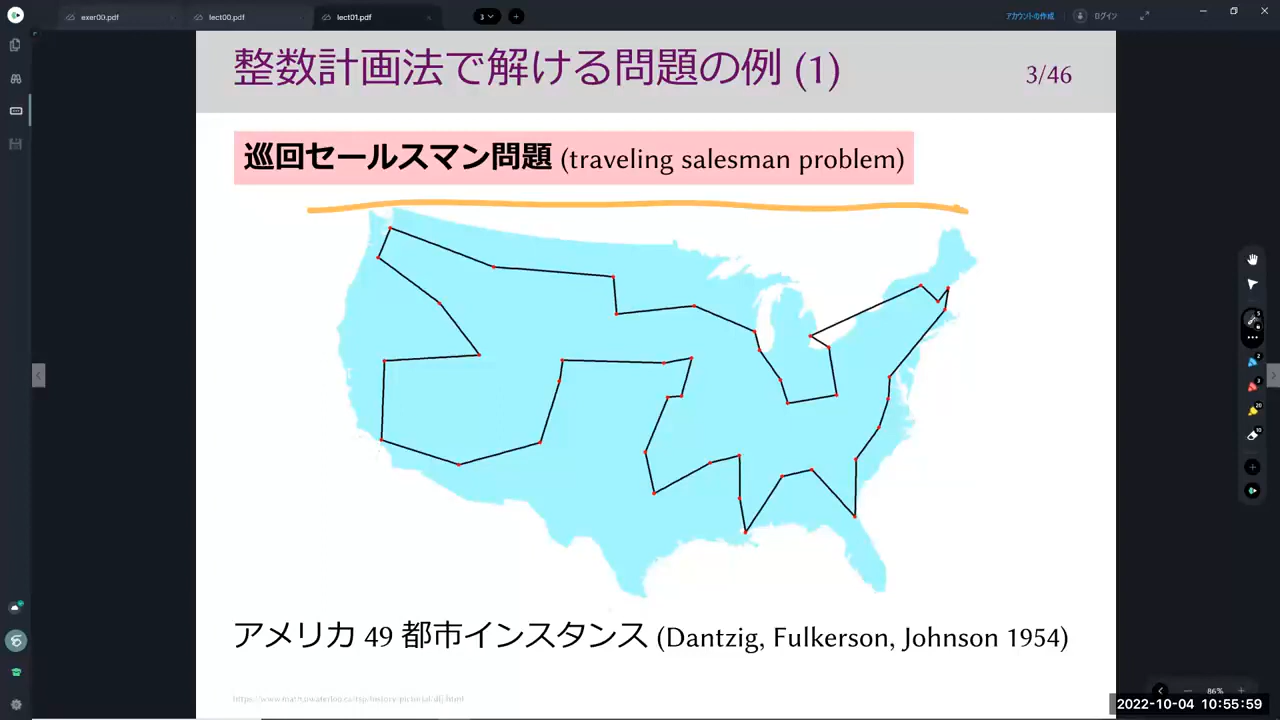 exer00.pdf
lect00.pdf
lect01.pdf
3
アカウントの作成
ログイン
整数計画法で解ける問題の例 (1)
3/46
巡回セールスマン問題 (traveling salesman problem)
アメリカ 49 都市インスタンス (Dantzig, Fulkerson, Johnson 1954)
86%
2022-10-04 10:55:59